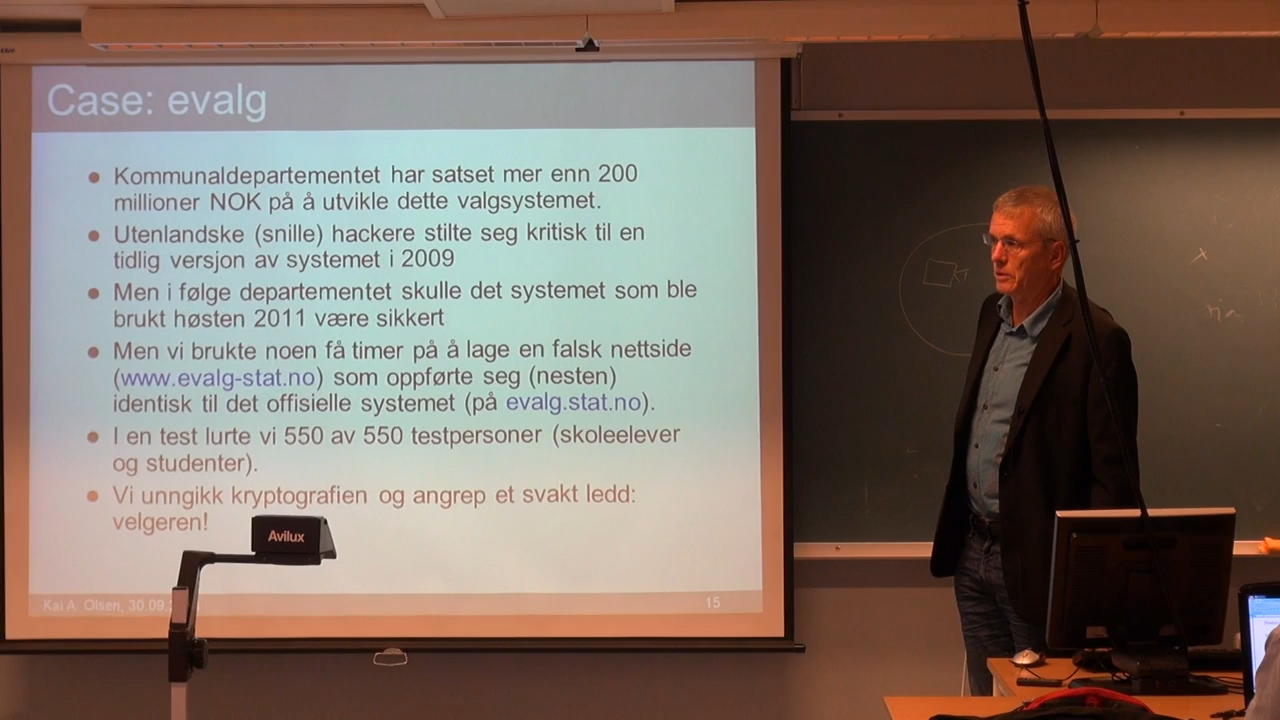 Case: evalg
Kommunaldepartementet har satset mer enn 200
millioner NOK på å utvikle dette valgsystemet.
Utenlandske (snille) hackere stilte seg kritisk til en
tidlig versjon av systemet i 2009
Men i følge departementet skulle det systemet som ble
brukt høsten 2011 være sikkert
Men vi brukte noen få timer på å lage en falsk nettside
(www.evalg-stat.no) som oppførte seg (nesten)
identisk til det offisielle systemet (på evalg.stat.no).
I en test lurte vi 550 av 550 testpersoner (skoleelever
og studenter).
Vi unngikk kryptografien og angrep et svakt ledd:
velgeren!
Avilux
Kai A. Olsen, 30.09.
15